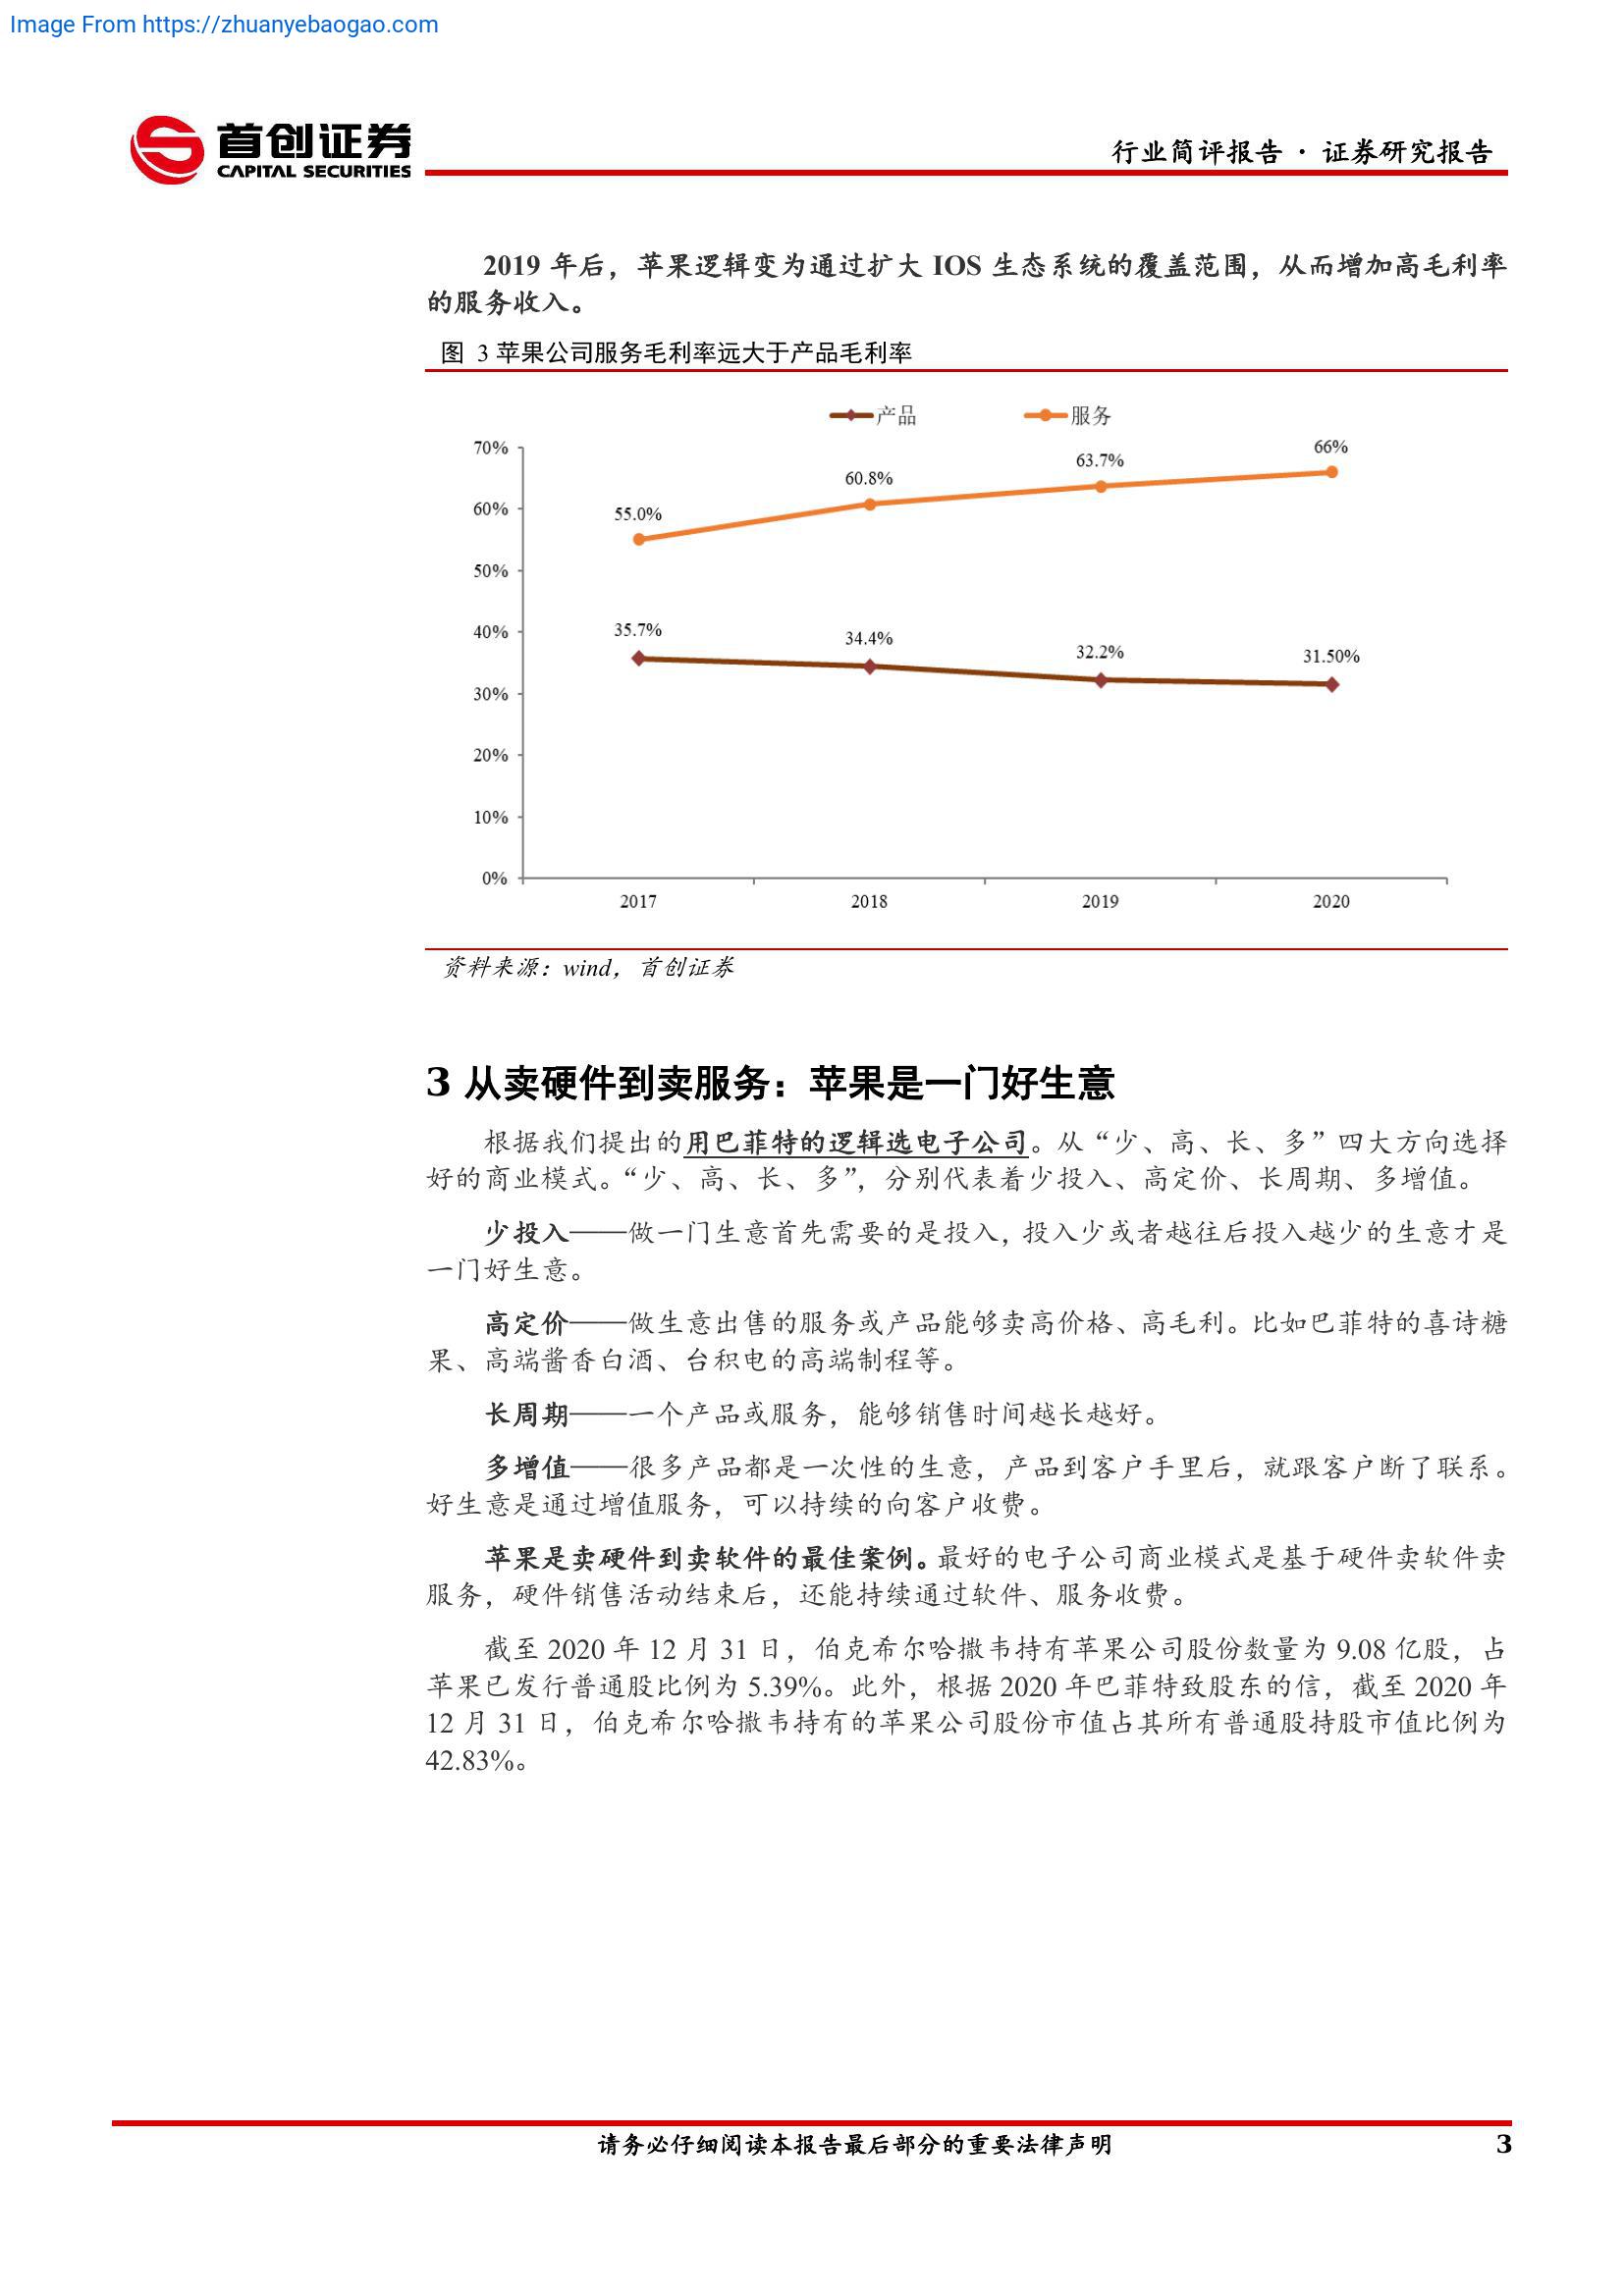 Image From https://zhuanyebaogao.com
首创证券
CAPITAL SECURITIES
行业简评报告 · 证券研究报告
2019 年后，苹果逻辑变为通过扩大 IOS 生态系统的覆盖范围，从而增加高毛利率
的服务收入。
图 3 苹果公司服务毛利率远大于产品毛利率
产品 服务
70%
60%
50%
40%
30%
20%
10%
0%
55.0% 60.8% 63.7% 66%
35.7% 34.4% 32.2% 31.50%
2017 2018 2019 2020
资料来源：wind，首创证券
3 从卖硬件到卖服务：苹果是一门好生意
根据我们提出的用巴菲特的逻辑选电子公司。从“少、高、长、多”四大方向选择
好的商业模式。“少、高、长、多”，分别代表着少投入、高定价、长周期、多增值。
少投入——做一门生意首先需要的是投入，投入少或者越往后投入越少的生意才是
一门好生意。
高定价——做生意出售的服务或产品能够卖高价格、高毛利。比如巴菲特的喜诗糖
果、高端酱香白酒、台积电的高端制程等。
长周期——一个产品或服务，能够销售时间越长越好。
多增值——很多产品都是一次性的生意，产品到客户手里后，就跟客户断了联系。
好生意是通过增值服务，可以持续的向客户收费。
苹果是卖硬件到卖软件的最佳案例。最好的电子公司商业模式是基于硬件卖软件卖
服务，硬件销售活动结束后，还能持续通过软件、服务收费。
截至 2020 年 12 月 31 日，伯克希尔哈撒韦持有苹果公司股份数量为 9.08 亿股，占
苹果已发行普通股比例为 5.39%。此外，根据 2020 年巴菲特致股东的信，截至 2020 年
12 月 31 日，伯克希尔哈撒韦持有的苹果公司股份市值占其所有普通股持股市值比例为
42.83%。
请务必仔细阅读本报告最后部分的重要法律声明
3